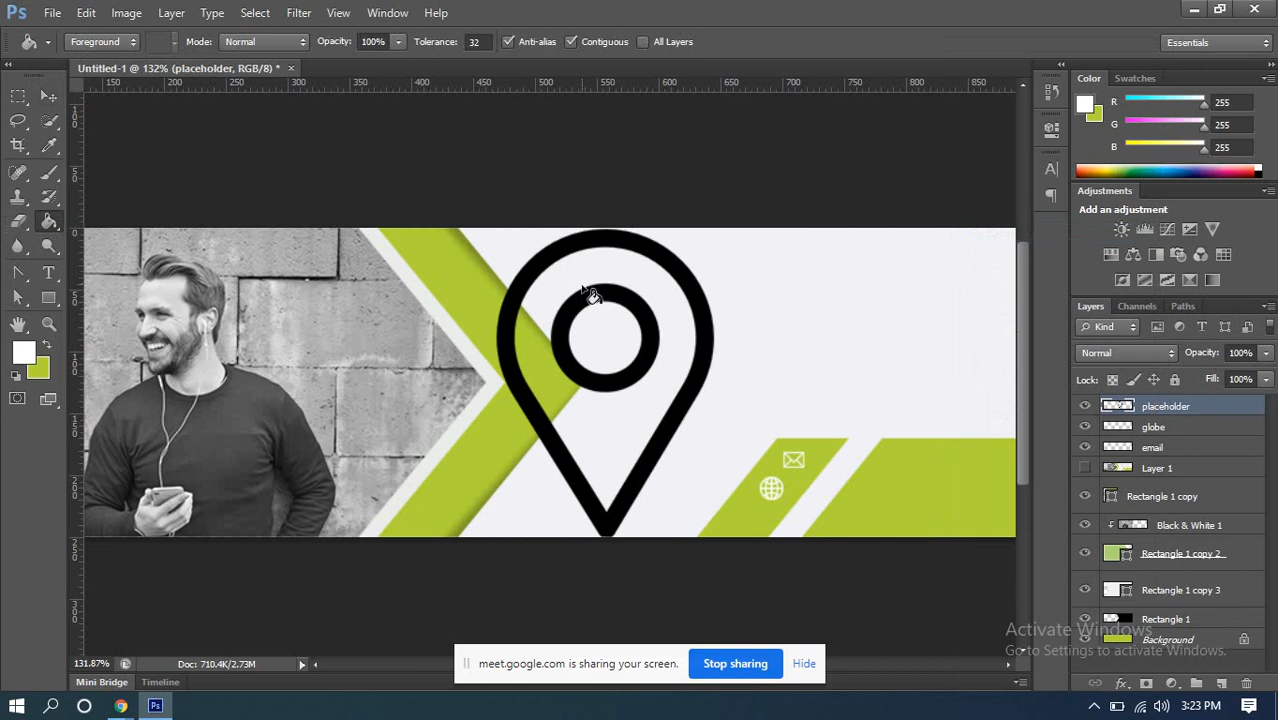 Ps File Edit Image Layer Type Select Filter 3D View Window Help
Foreground Mode: Normal Opacity: 100% Tolerance: 32 Anti-alias Contiguous All Layers Essentials
Untitled-1 @ 132% (placeholder, RGB/8) *
150 200 250 300 350 400 450 500 550 600 650 700 750 800 850
Color Swatches
R 255
G 255
B 255
Adjustments
Add an adjustment
Layers Channels Paths
Kind
Normal Opacity: 100%
Lock: Fill: 100%
placeholder
globe
email
Layer 1
Rectangle 1 copy
Black & White 1
Rectangle 1 copy 2
Rectangle 1 copy 3
Rectangle 1
Background
Activate Windows
Go to Settings to activate Windows.
meet.google.com is sharing your screen. Stop sharing Hide
131.87% Doc: 710.4K/2.73M
Mini Bridge Timeline
Ps 3:23 PM